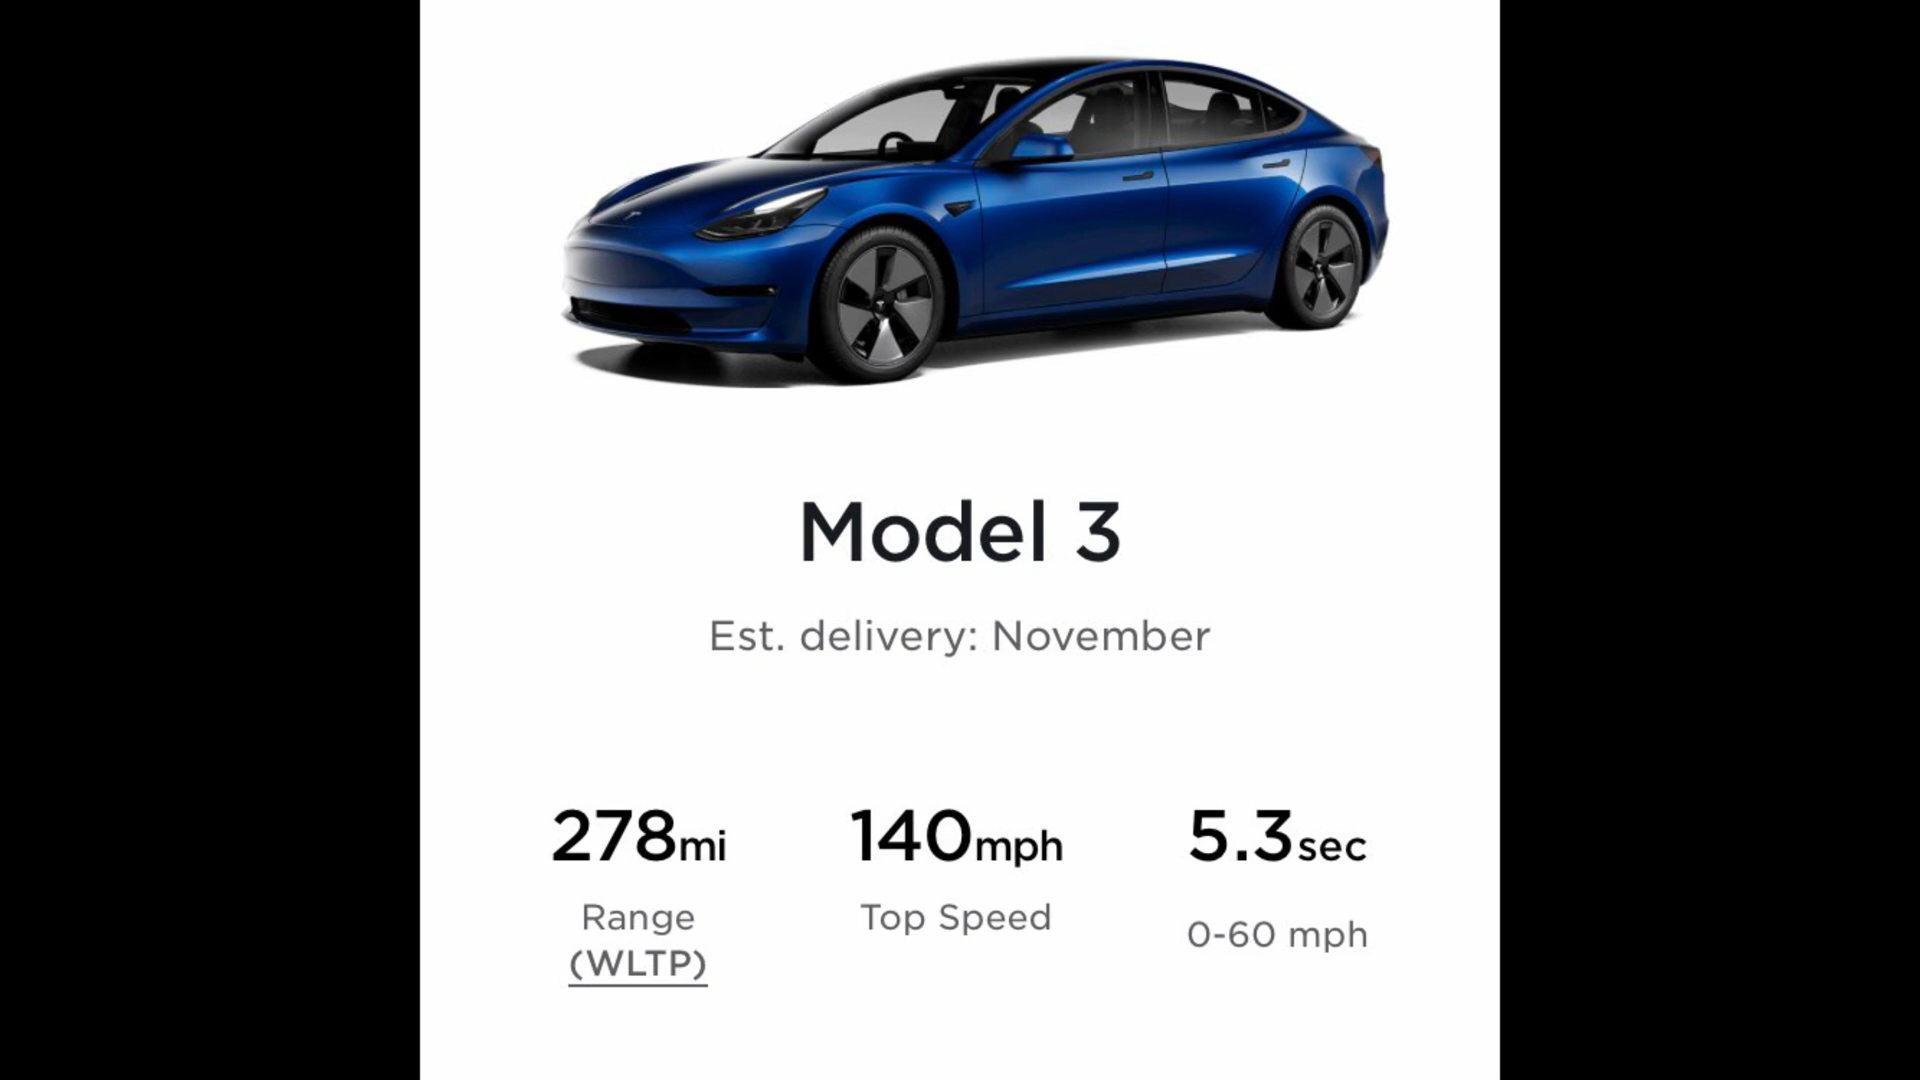 Model 3
Est. delivery: November
278mi
140mph
5.3sec
Range
(WLTP)
Top Speed
0-60 mph